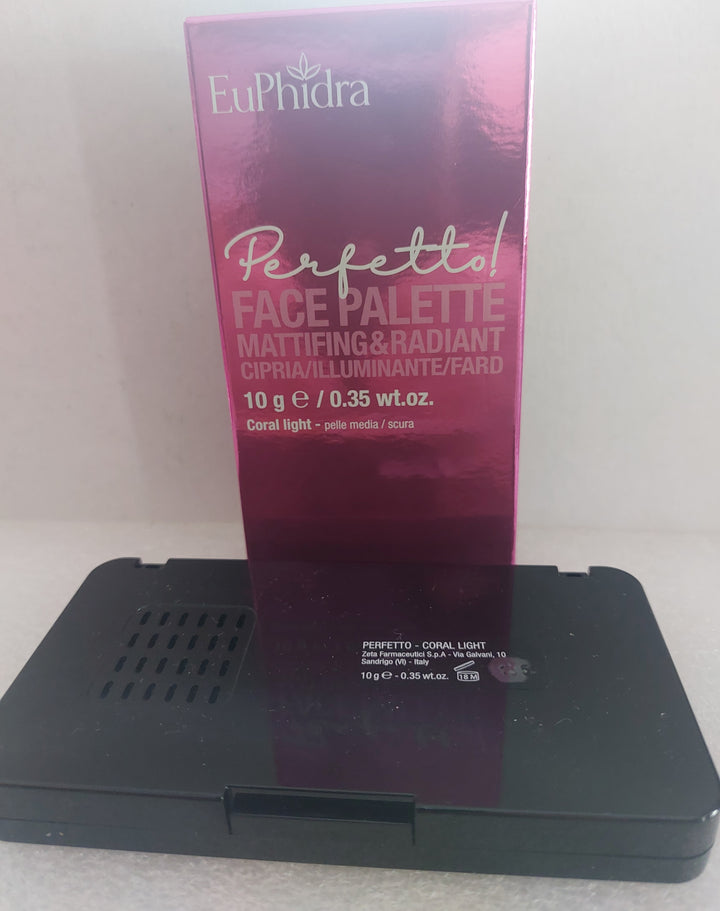 EuPhidra
Perfetto!
FACE PALETTE
MATTIFING&RADIANT
CIPRIA/ILLUMINANTE/FARD
10 g ℮ / 0.35 wt.oz.
Coral light - pelle media / scura
PERFETTO - CORAL LIGHT
Zeta Farmaceutici S.p.A - Via Galvani, 10
Sandrigo (VI) - Italy
10 g ℮ - 0.35 wt.oz. 18 M